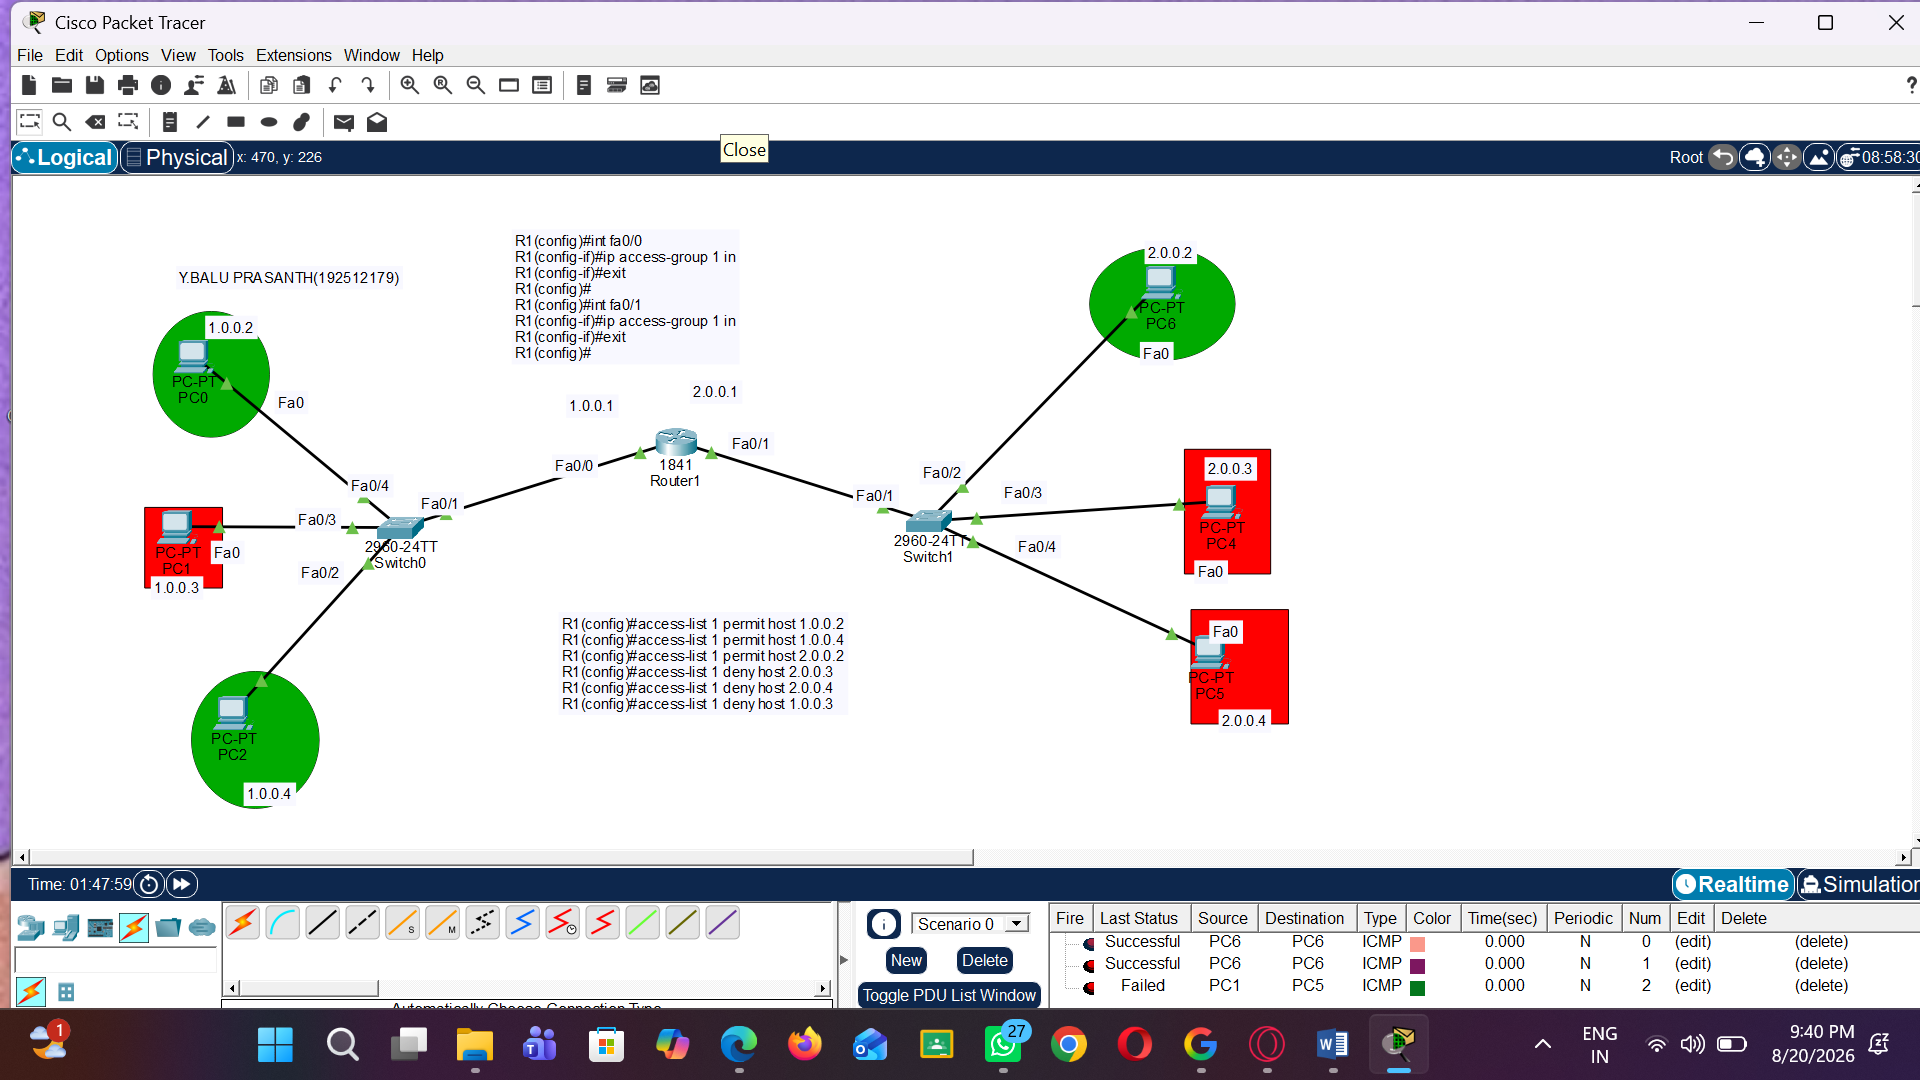 Cisco Packet Tracer
File Edit Options View Tools Extensions Window Help
?
Close
Logical Physical x: 470, y: 226
Root 08:58:30
R1(config)#int fa0/0
R1(config-if)#ip access-group 1 in
R1(config-if)#exit
R1(config)#
R1(config)#int fa0/1
R1(config-if)#ip access-group 1 in
R1(config-if)#exit
R1(config)#
Y.BALU PRASANTH(192512179)
1.0.0.2
PC-PT
PC0
Fa0
2.0.0.2
PC-PT
PC6
Fa0
2.0.0.1
1.0.0.1
Fa0/1
Fa0/0
1841
Router1
Fa0/4
Fa0/1
Fa0/3
2960-24TT
Switch0
Fa0/2
PC-PT
PC1
Fa0
1.0.0.3
Fa0/2
Fa0/1
Fa0/3
2960-24TT
Switch1
Fa0/4
2.0.0.3
PC-PT
PC4
Fa0
Fa0
PC-PT
PC5
2.0.0.4
R1(config)#access-list 1 permit host 1.0.0.2
R1(config)#access-list 1 permit host 1.0.0.4
R1(config)#access-list 1 permit host 2.0.0.2
R1(config)#access-list 1 deny host 2.0.0.3
R1(config)#access-list 1 deny host 2.0.0.4
R1(config)#access-list 1 deny host 1.0.0.3
PC-PT
PC2
1.0.0.4
Time: 01:47:59
Realtime Simulation
S M
Automatically Choose Connection Type
Scenario 0
New Delete
Toggle PDU List Window
Fire Last Status Source Destination Type Color Time(sec) Periodic Num Edit Delete
Successful PC6 PC6 ICMP 0.000 N 0 (edit) (delete)
Successful PC6 PC6 ICMP 0.000 N 1 (edit) (delete)
Failed PC1 PC5 ICMP 0.000 N 2 (edit) (delete)
1
27
ENG
IN
9:40 PM
8/20/2026